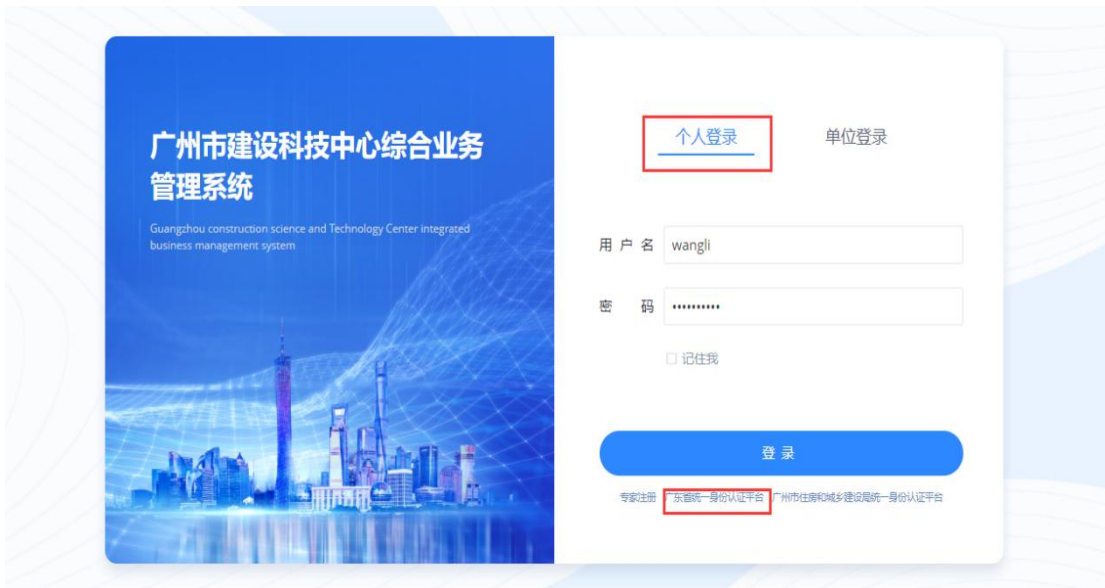 广州市建设科技中心综合业务
管理系统
Guangzhou construction science and Technology Center integrated
business management system
个人登录 单位登录
用户名 wangli
密码 ••••••••••
记住我
登录
专家注册 广东省统一身份认证平台 广州市住房和城乡建设局统一身份认证平台